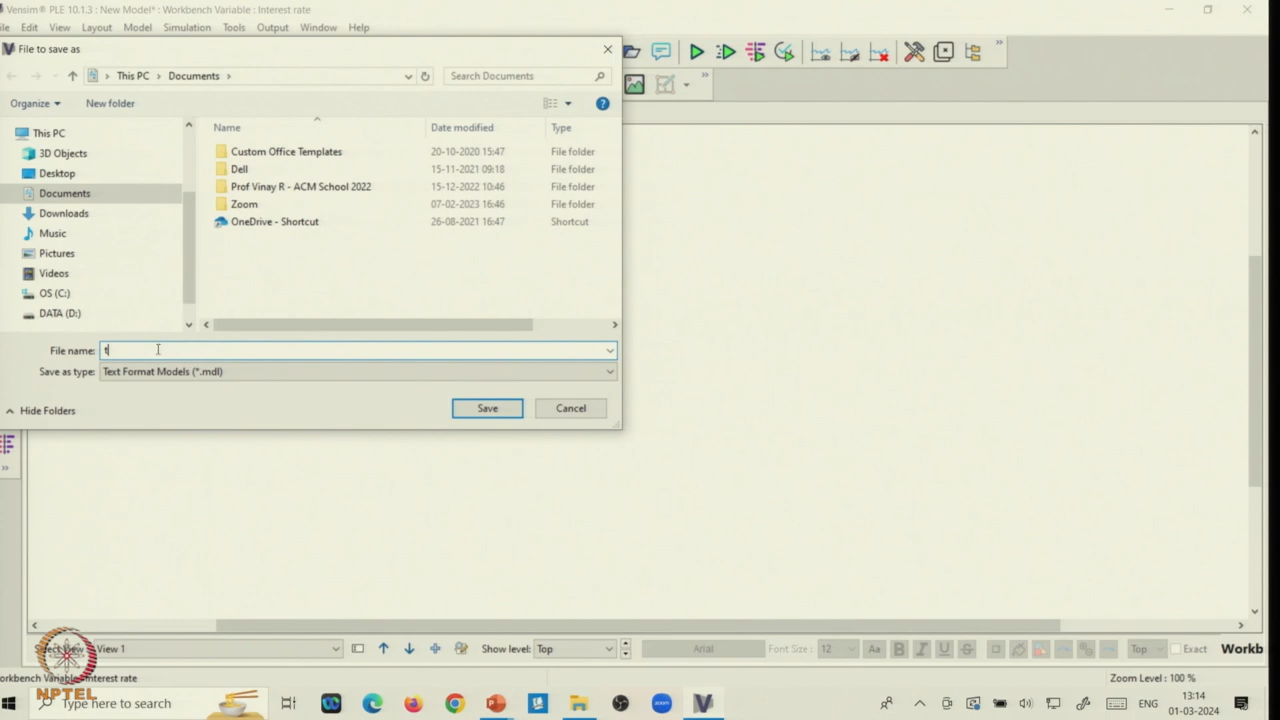 Vensim® PLE 10.1.3 : New Model* : Workbench Variable: Interest rate
Edit View Layout Model Simulation Tools Output Window Help
File to save as
This PC > Documents >
Search Documents
Organize
New folder
This PC
3D Objects
Desktop
Documents
Downloads
Music
Pictures
Videos
OS (C:)
DATA (D:)
Name Date modified Type
Custom Office Templates 20-10-2020 15:47 File folder
Dell 15-11-2021 09:18 File folder
Prof Vinay R - ACM School 2022 15-12-2022 10:46 File folder
Zoom 07-02-2023 16:46 File folder
OneDrive - Shortcut 26-08-2021 16:47 Shortcut
File name: t
Save as type: Text Format Models (*.mdl)
Hide Folders
Save
Cancel
View 1
Show level: Top
Arial
Font Size : 12
Aa B I U S
Top
Exact
Workb
orkbench Variable: Interest rate
Zoom Level : 100 %
NPTEL
Type here to search
zoom
ENG
13:14
01-03-2024